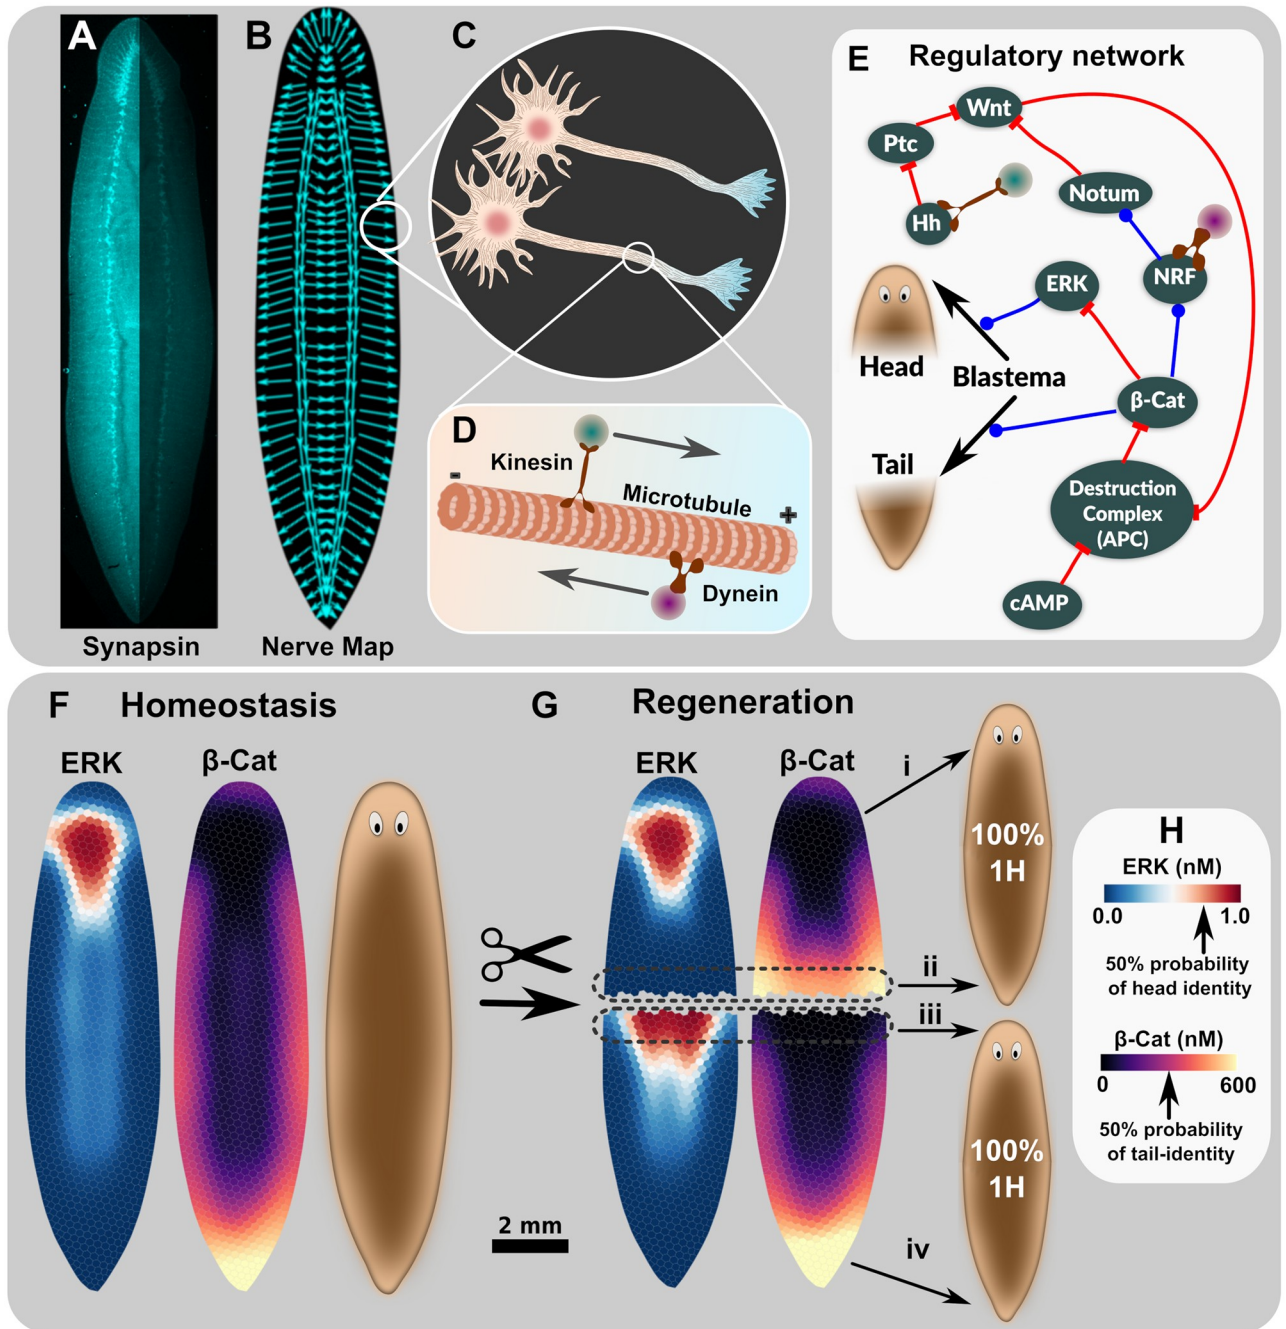 A
Synapsin
B
Nerve Map
C
D
Kinesin
-
Microtubule
+
Dynein
E
Regulatory network
Wnt
Ptc
Notum
Hh
NRF
ERK
Head
Blastema
β-Cat
Tail
Destruction
Complex
(APC)
cAMP
F
Homeostasis
ERK
β-Cat
G
Regeneration
ERK
β-Cat
i
100%
1H
ii
iii
100%
1H
iv
2 mm
H
ERK (nM)
0.0 1.0
50% probability
of head identity
β-Cat (nM)
0 600
50% probability
of tail-identity